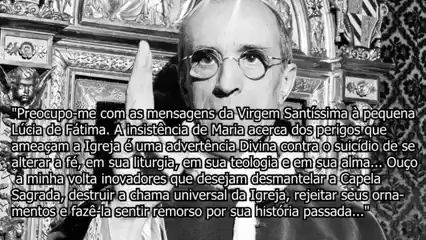 "Preocupo-me com as mensagens da Virgem Santíssima à pequena
Lúcia de Fátima. A insistência de Maria acerca dos perigos que
ameaçam a Igreja é uma advertência Divina contra o suicídio de se
alterar a fé, em sua liturgia, em sua teologia e em sua alma... Ouço
a minha volta inovadores que desejam desmantelar a Capela
Sagrada, destruir a chama universal da Igreja, rejeitar seus orna-
mentos e fazê-la sentir remorso por sua história passada..."